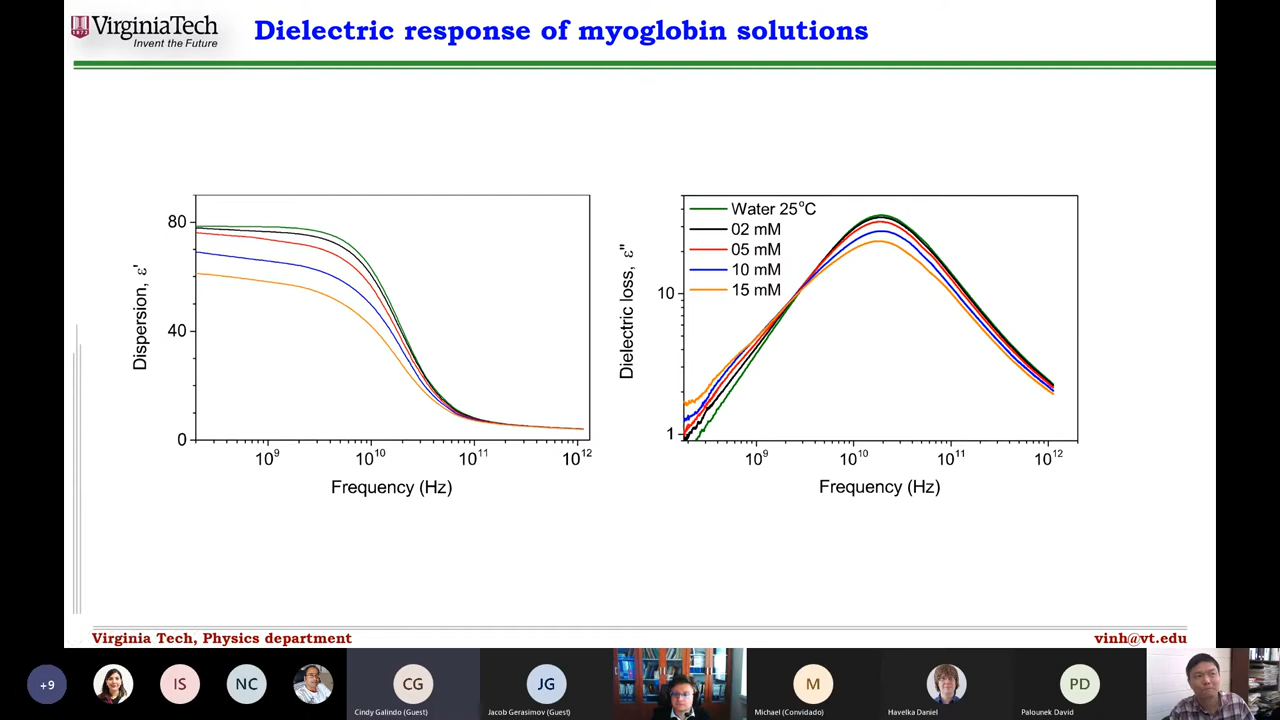 VirginiaTech
Invent the Future
Dielectric response of myoglobin solutions
80
40
0
Dispersion, ε'
10⁹ 10¹⁰ 10¹¹ 10¹²
Frequency (Hz)
Water 25°C
02 mM
05 mM
10 mM
15 mM
10
1
Dielectric loss, ε"
10⁹ 10¹⁰ 10¹¹ 10¹²
Frequency (Hz)
Virginia Tech, Physics department
vinh@vt.edu
+9
IS
NC
CG
Cindy Galindo (Guest)
JG
Jacob Gerasimov (Guest)
M
Michael (Convidado)
Havelka Daniel
PD
Palounek David